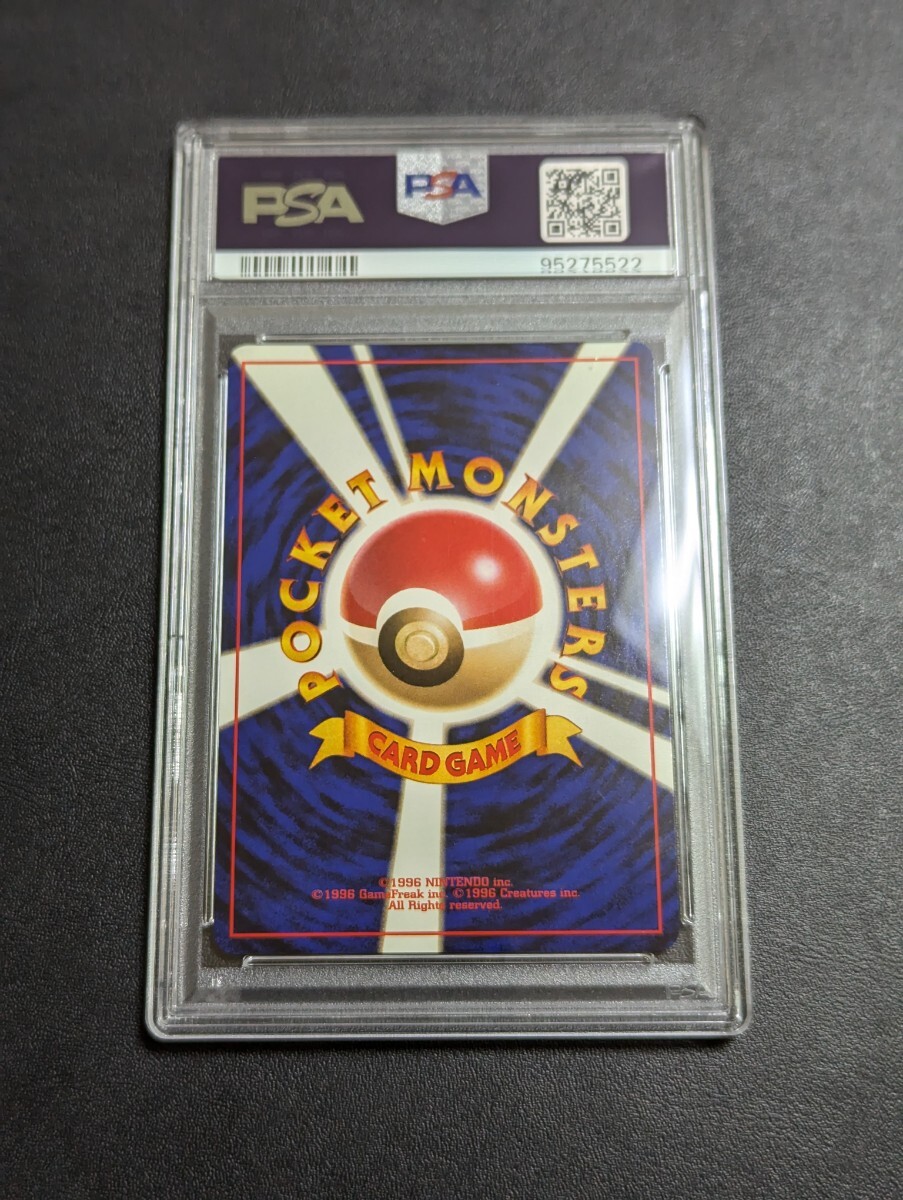 PSA
PSA
95275522
POCKET MONSTERS
CARD GAME
©1996 NINTENDO inc.
©1996 GameFreak inc. ©1996 Creatures inc.
All Rights reserved.